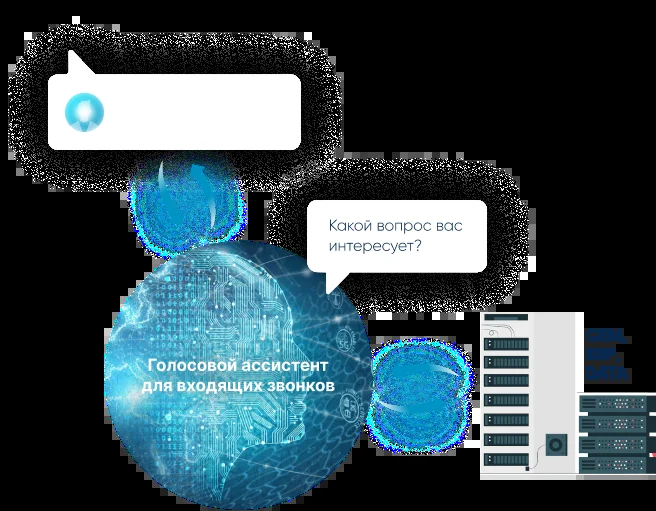 Какой вопрос вас
интересует?
Голосовой ассистент
для входящих звонков